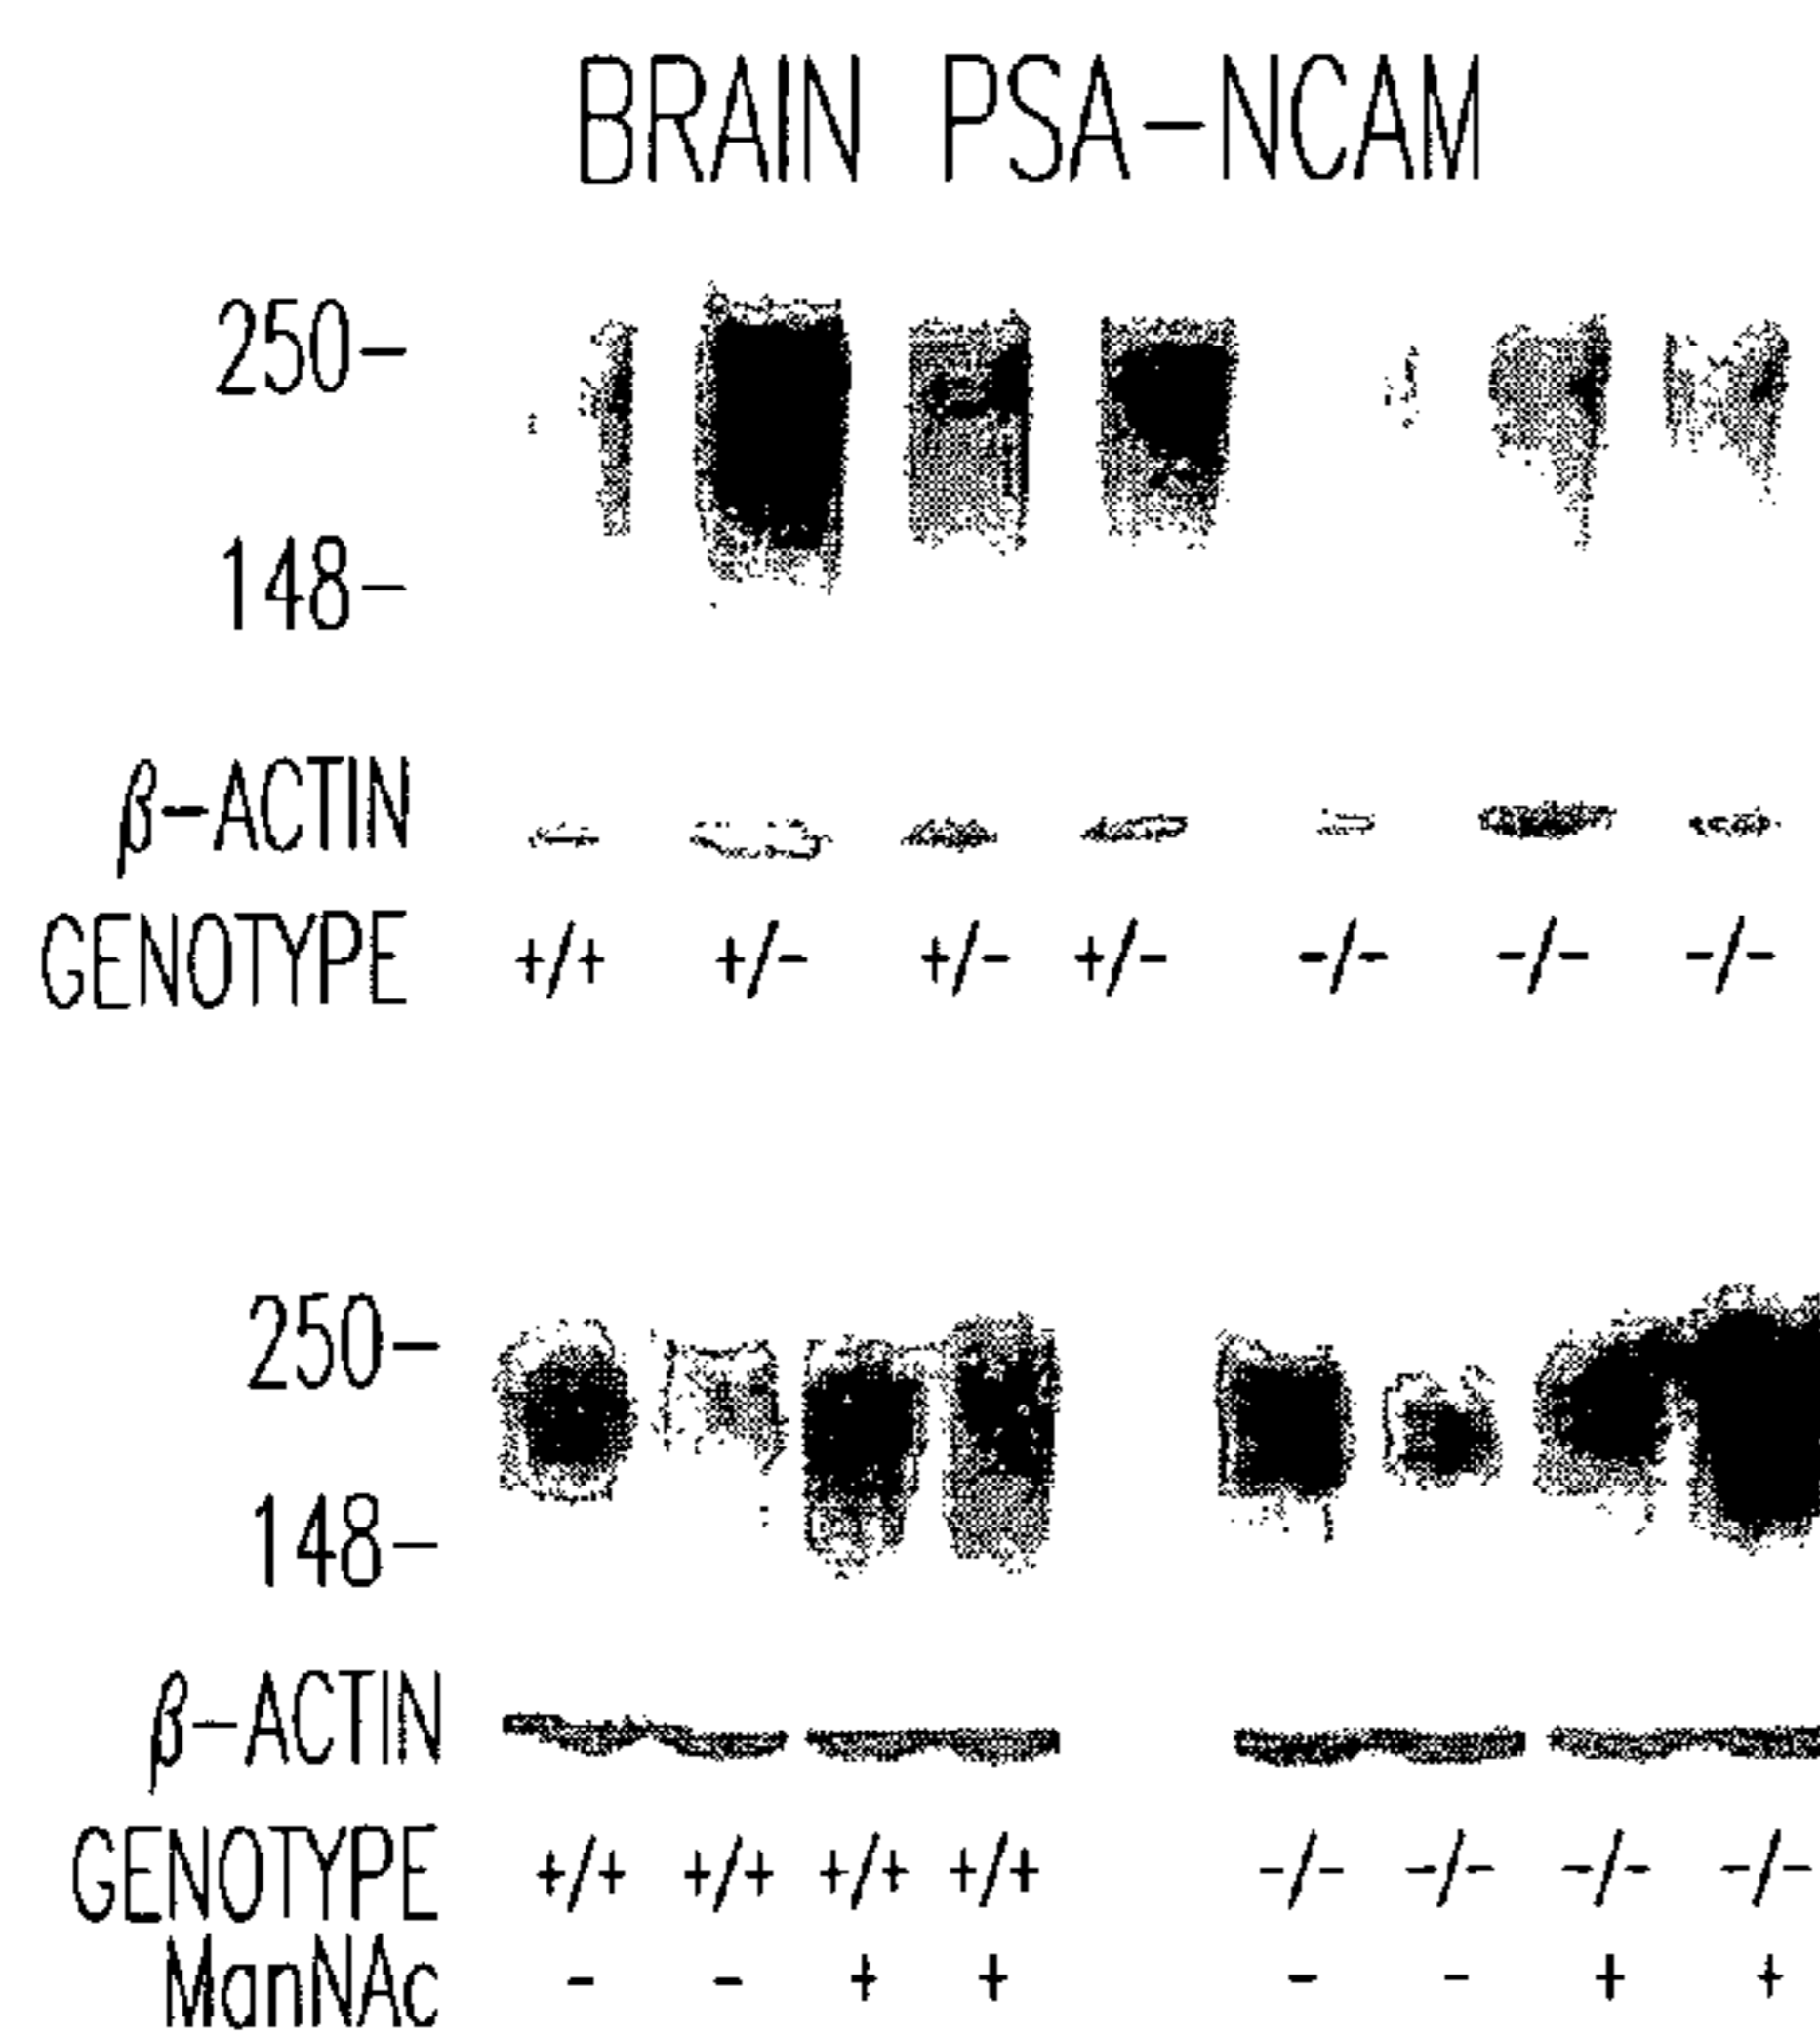 BRAIN PSA-NCAM
250-
148-
β-ACTIN
GENOTYPE +/+ +/- +/- +/- -/- -/- -/-
250-
148-
β-ACTIN
GENOTYPE +/+ +/+ +/+ +/+ -/- -/- -/- -/-
ManNAc - - + + - - + +